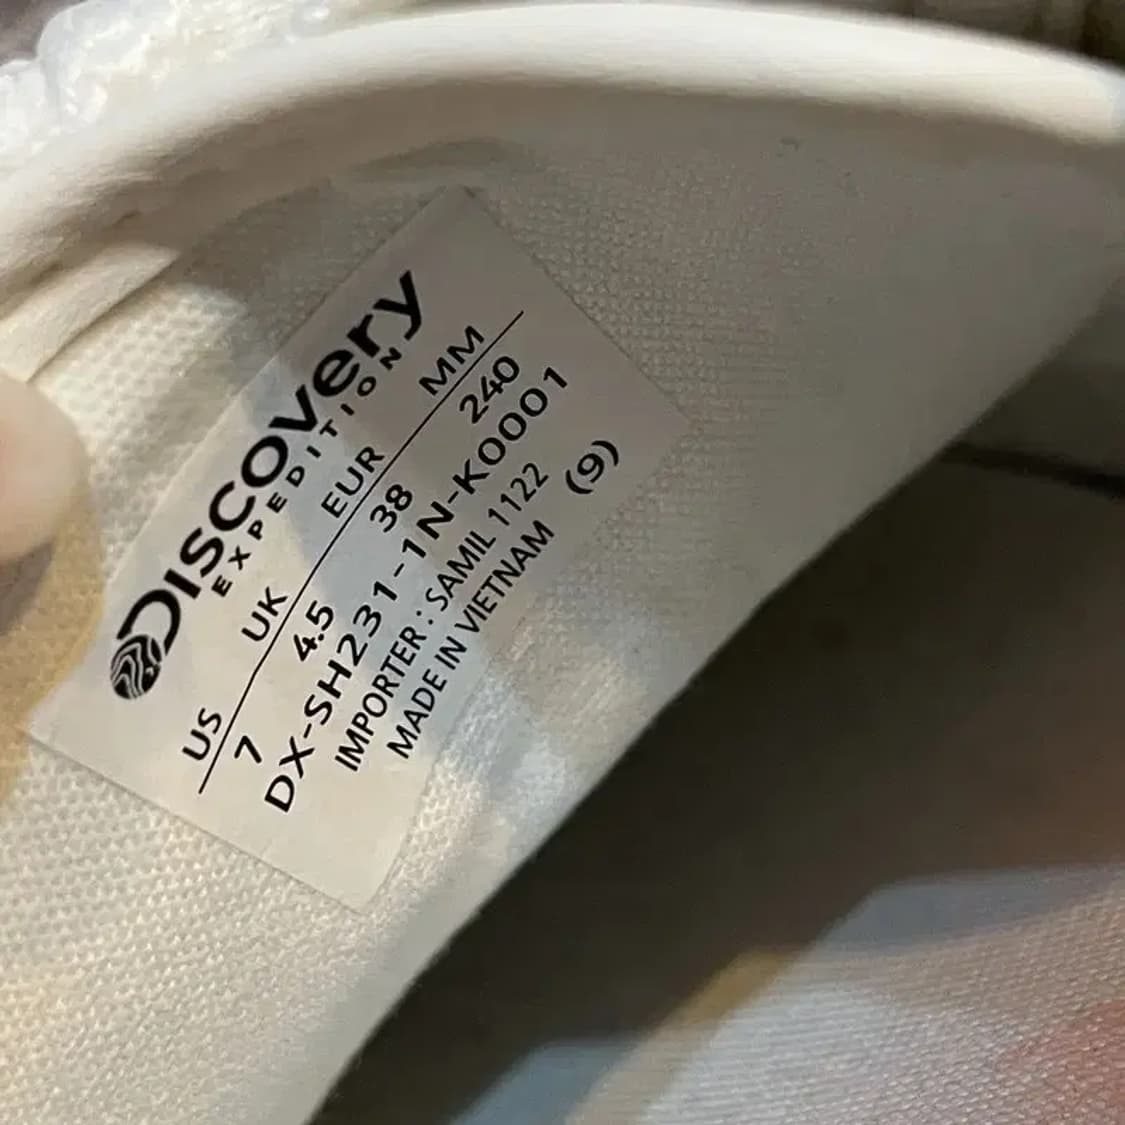 DISCOVery
EXPEDITION
US UK EUR MM
7 4.5 38 240
DX-SH231-1N-K0001
IMPORTER : SAMIL 1122
MADE IN VIETNAM (9)